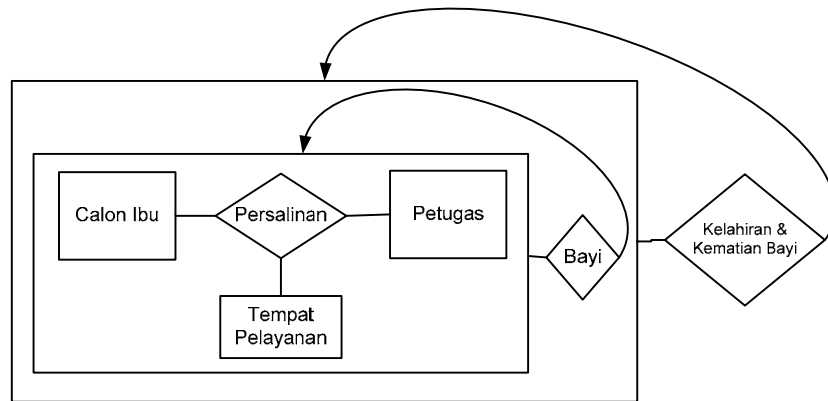 Calon Ibu
Persalinan
Petugas
Tempat
Pelayanan
Bayi
Kelahiran &
Kematian Bayi